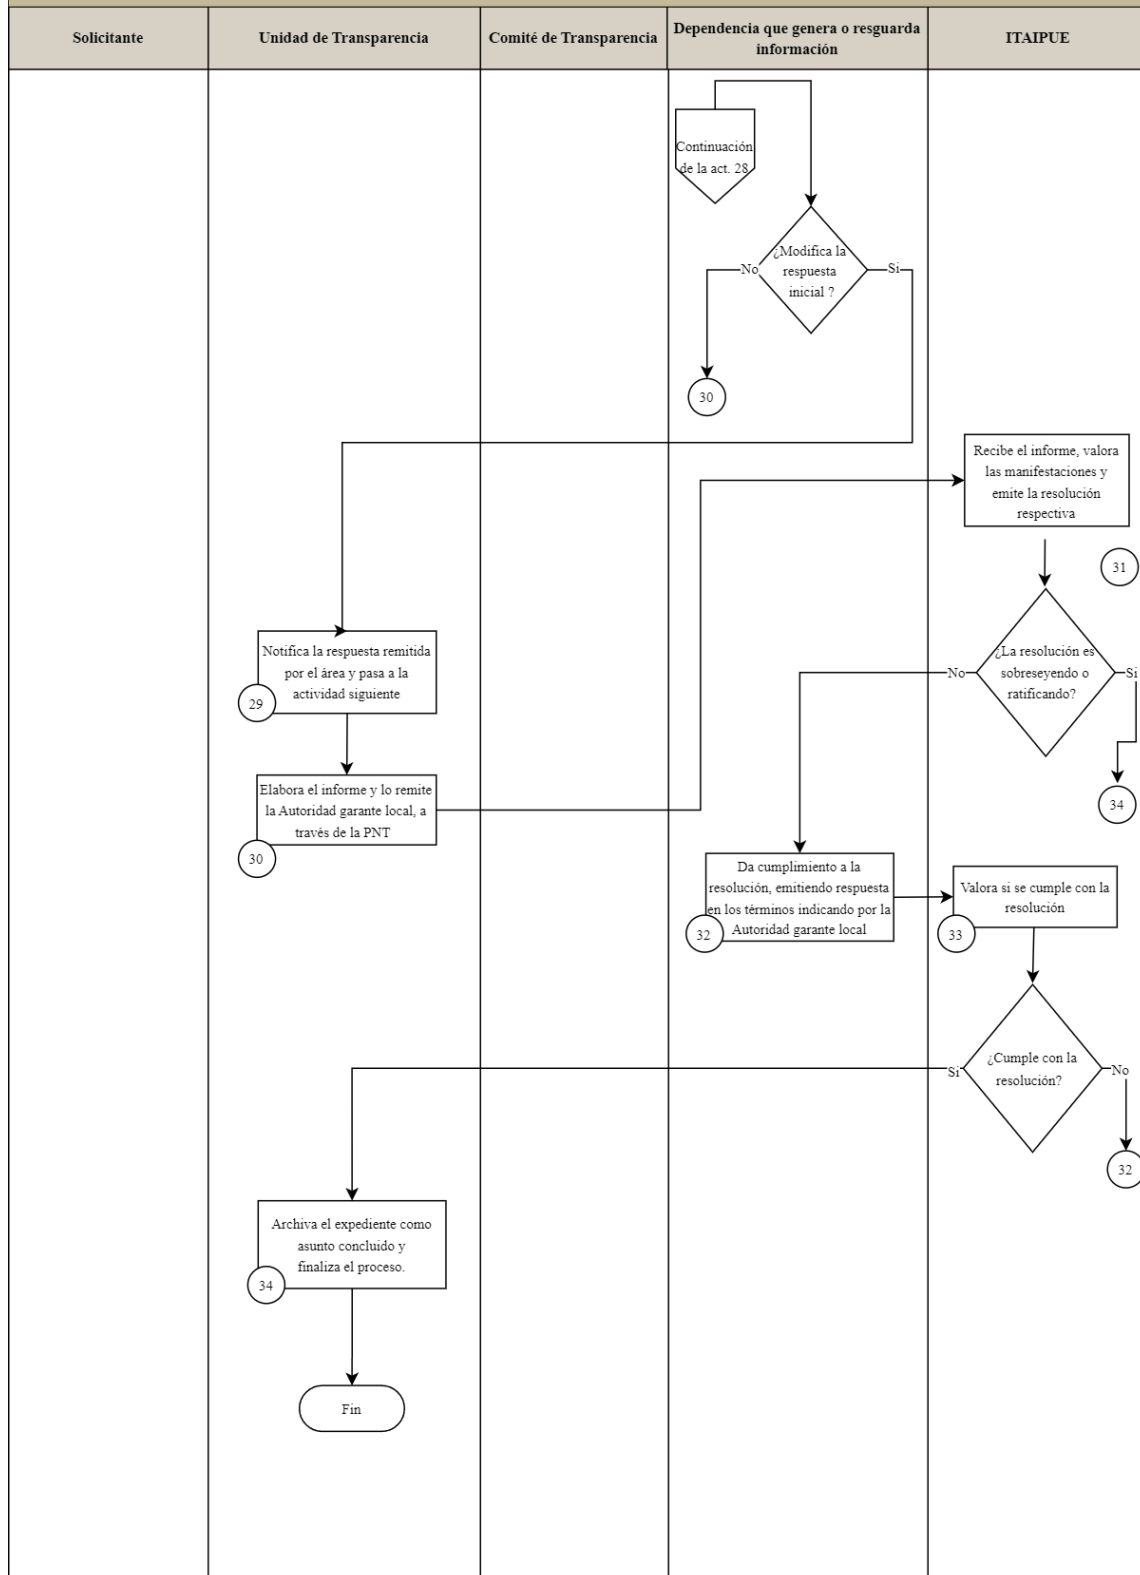 Solicitante
Unidad de Transparencia
Comité de Transparencia
Dependencia que genera o resguarda
información
ITAIPUE
Continuación
de la act. 28
¿Modifica la
respuesta
inicial ?
No
Si
30
Recibe el informe, valora
las manifestaciones y
emite la resolución
respectiva
31
¿La resolución es
sobreseyendo o
ratificando?
No
Si
34
Notifica la respuesta remitida
por el área y pasa a la
actividad siguiente
29
Elabora el informe y lo remite
la Autoridad garante local, a
través de la PNT
30
Da cumplimiento a la
resolución, emitiendo respuesta
en los términos indicando por la
Autoridad garante local
32
Valora si se cumple con la
resolución
33
¿Cumple con la
resolución?
Si
No
32
Archiva el expediente como
asunto concluido y
finaliza el proceso.
34
Fin